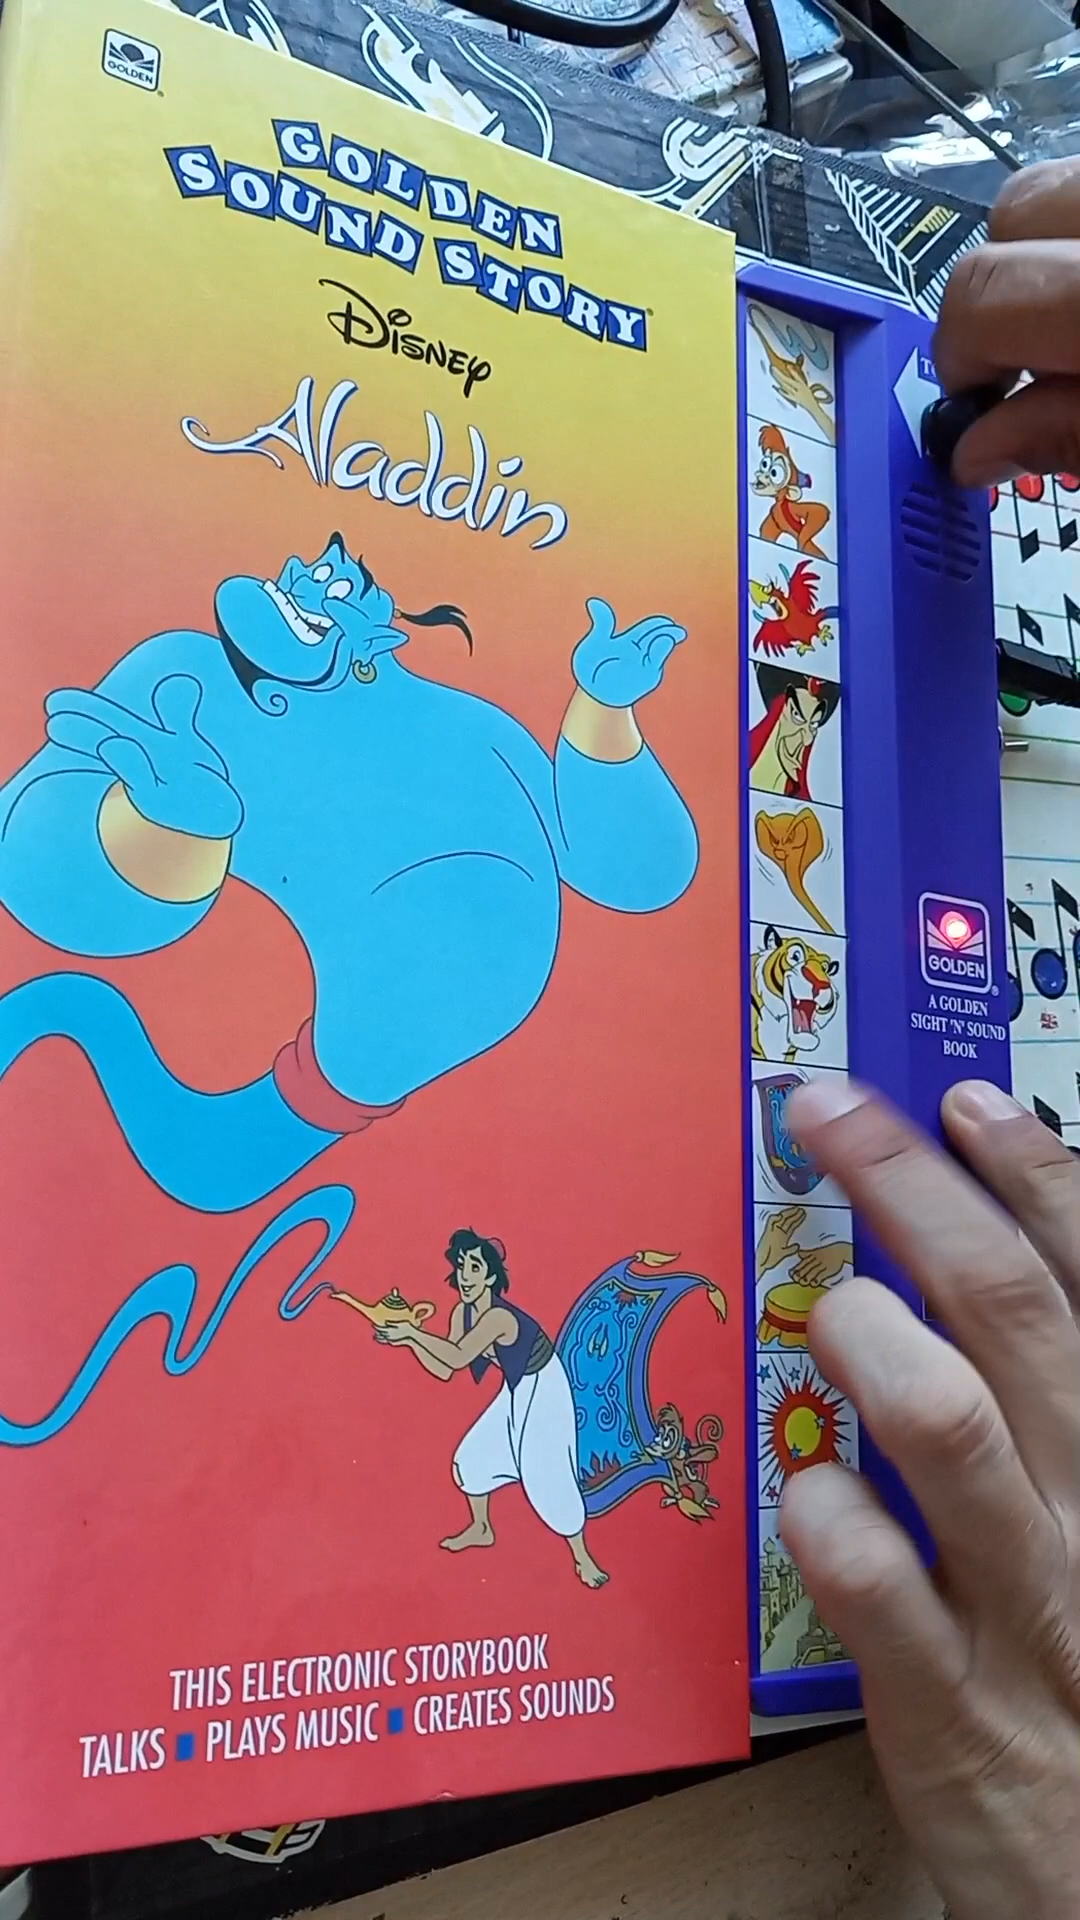 GOLDEN
GOLDEN
SOUND STORY
DISNEY
Aladdin
THIS ELECTRONIC STORYBOOK
TALKS ▪ PLAYS MUSIC ▪ CREATES SOUNDS
GOLDEN
A GOLDEN
SIGHT 'N' SOUND
BOOK